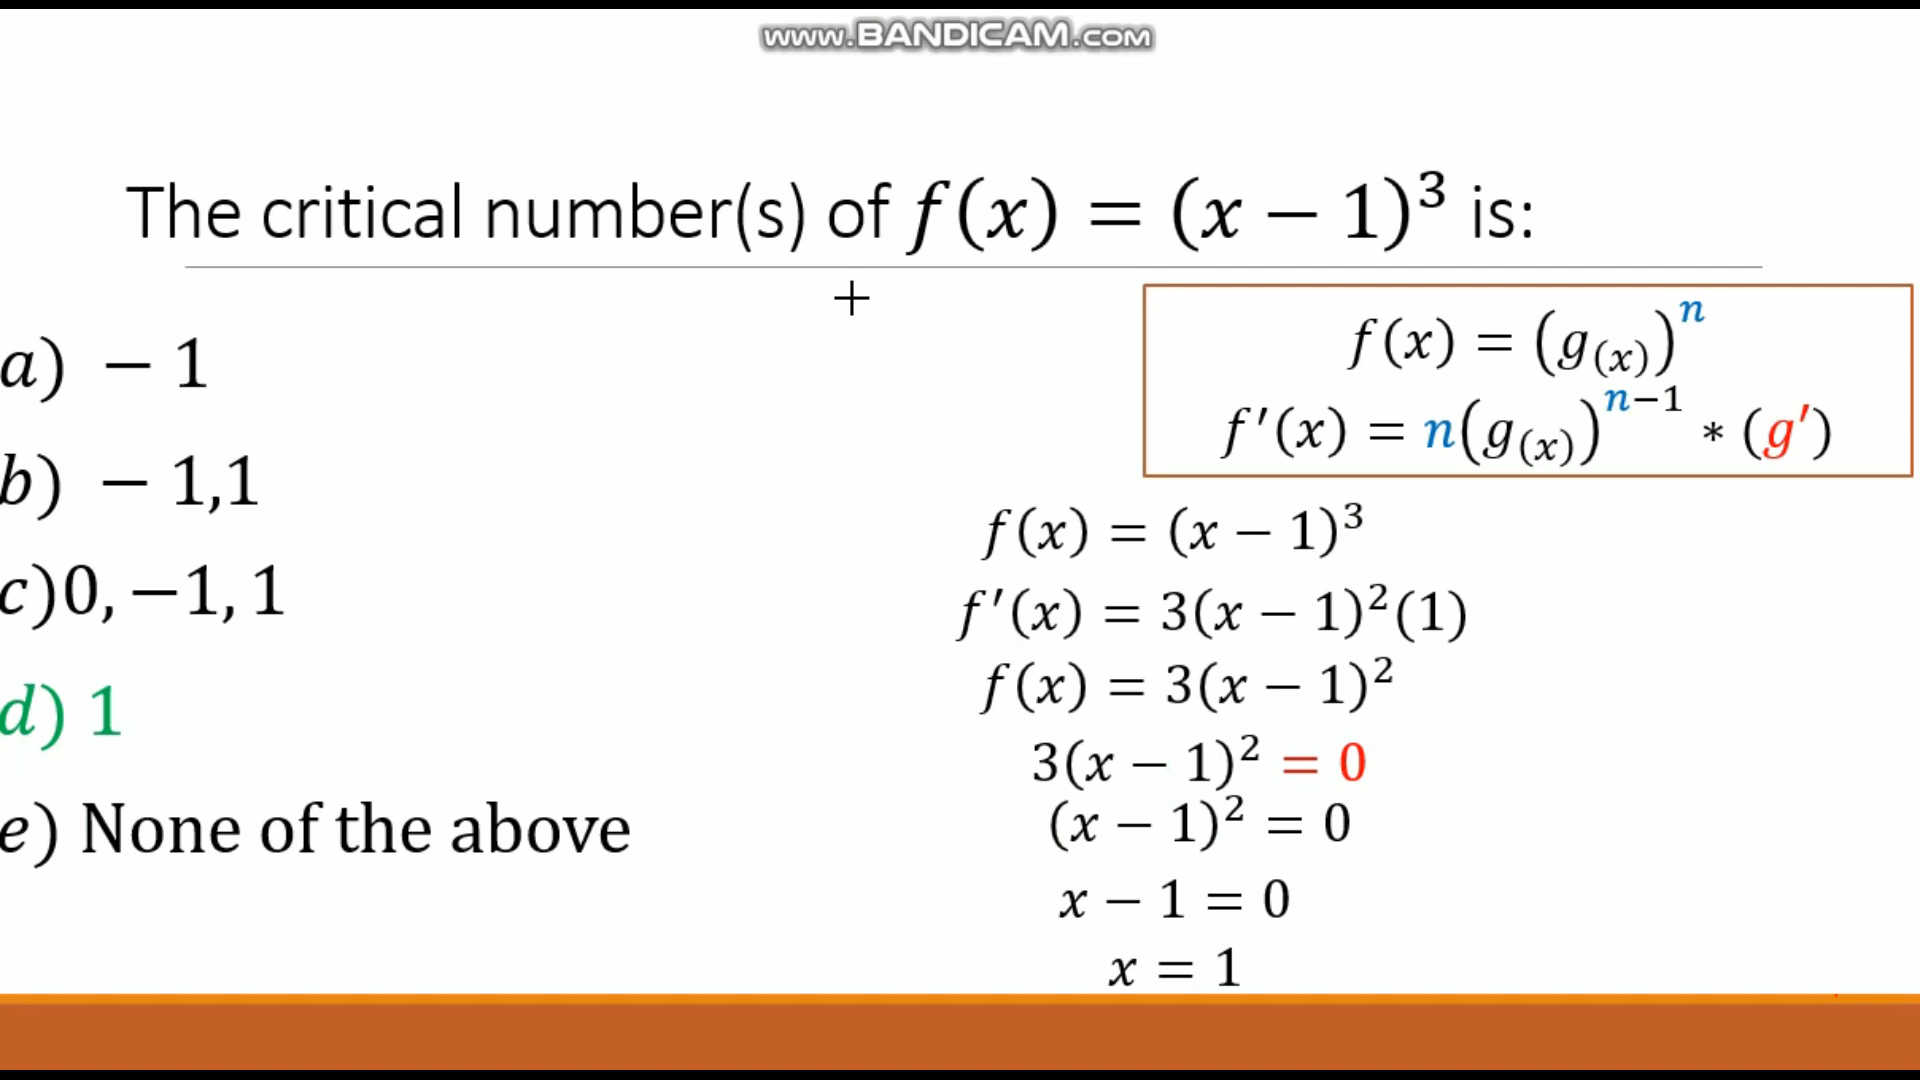 www.BANDICAM.com
The critical number(s) of f(x) = (x − 1)³ is:
a) − 1
b) − 1,1
c)0, −1, 1
d) 1
e) None of the above
f(x) = (g₍ₓ₎)ⁿ
f′(x) = n(g₍ₓ₎)ⁿ⁻¹ * (g′)
f(x) = (x − 1)³
f′(x) = 3(x − 1)²(1)
f(x) = 3(x − 1)²
3(x − 1)² = 0
(x − 1)² = 0
x − 1 = 0
x = 1